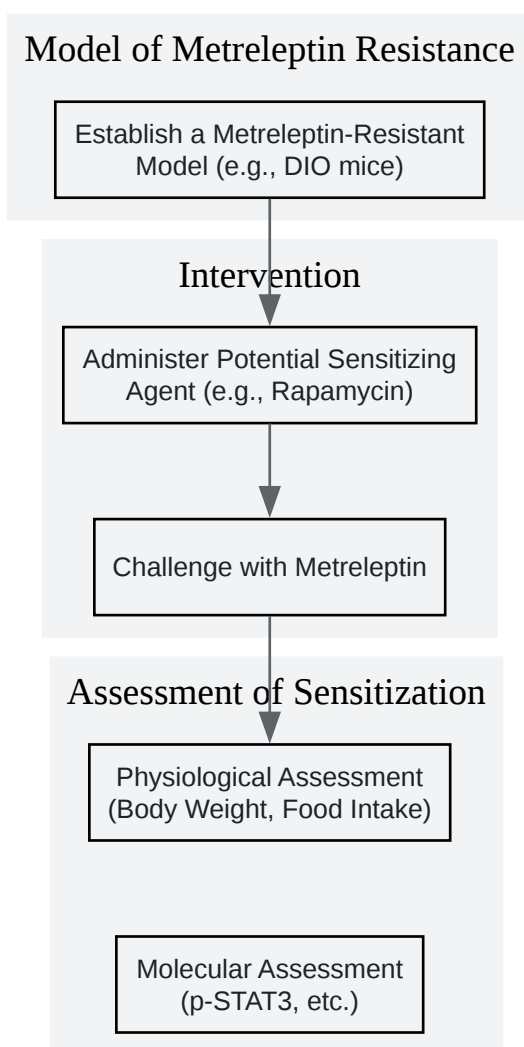 Model of Metreleptin Resistance
Establish a Metreleptin-Resistant
Model (e.g., DIO mice)
Intervention
Administer Potential Sensitizing
Agent (e.g., Rapamycin)
Challenge with Metreleptin
Assessment of Sensitization
Physiological Assessment
(Body Weight, Food Intake)
Molecular Assessment
(p-STAT3, etc.)